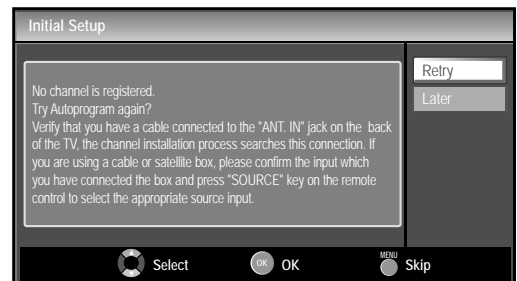 Initial Setup
No channel is registered.
Try Autoprogram again?
Verify that you have a cable connected to the "ANT. IN" jack on the back
of the TV, the channel installation process searches this connection. If
you are using a cable or satellite box, please confirm the input which
you have connected the box and press "SOURCE" key on the remote
control to select the appropriate source input.
Retry
Later
Select
OK OK
MENU Skip